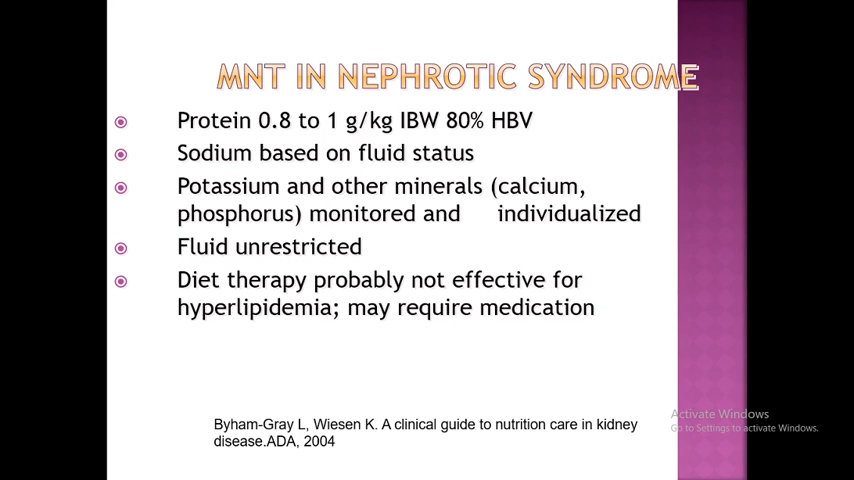 MNT IN NEPHROTIC SYNDROME
Protein 0.8 to 1 g/kg IBW 80% HBV
Sodium based on fluid status
Potassium and other minerals (calcium,
phosphorus) monitored and individualized
Fluid unrestricted
Diet therapy probably not effective for
hyperlipidemia; may require medication
Byham-Gray L, Wiesen K. A clinical guide to nutrition care in kidney
disease.ADA, 2004
Activate Windows
Go to Settings to activate Windows.